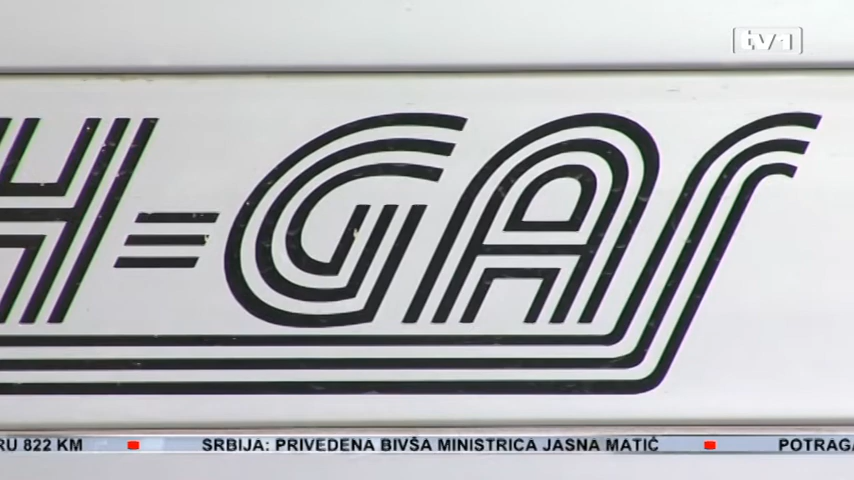 tv1
H-GAS
RU 822 KM SRBIJA: PRIVEDENA BIVŠA MINISTRICA JASNA MATIĆ POTRAGA